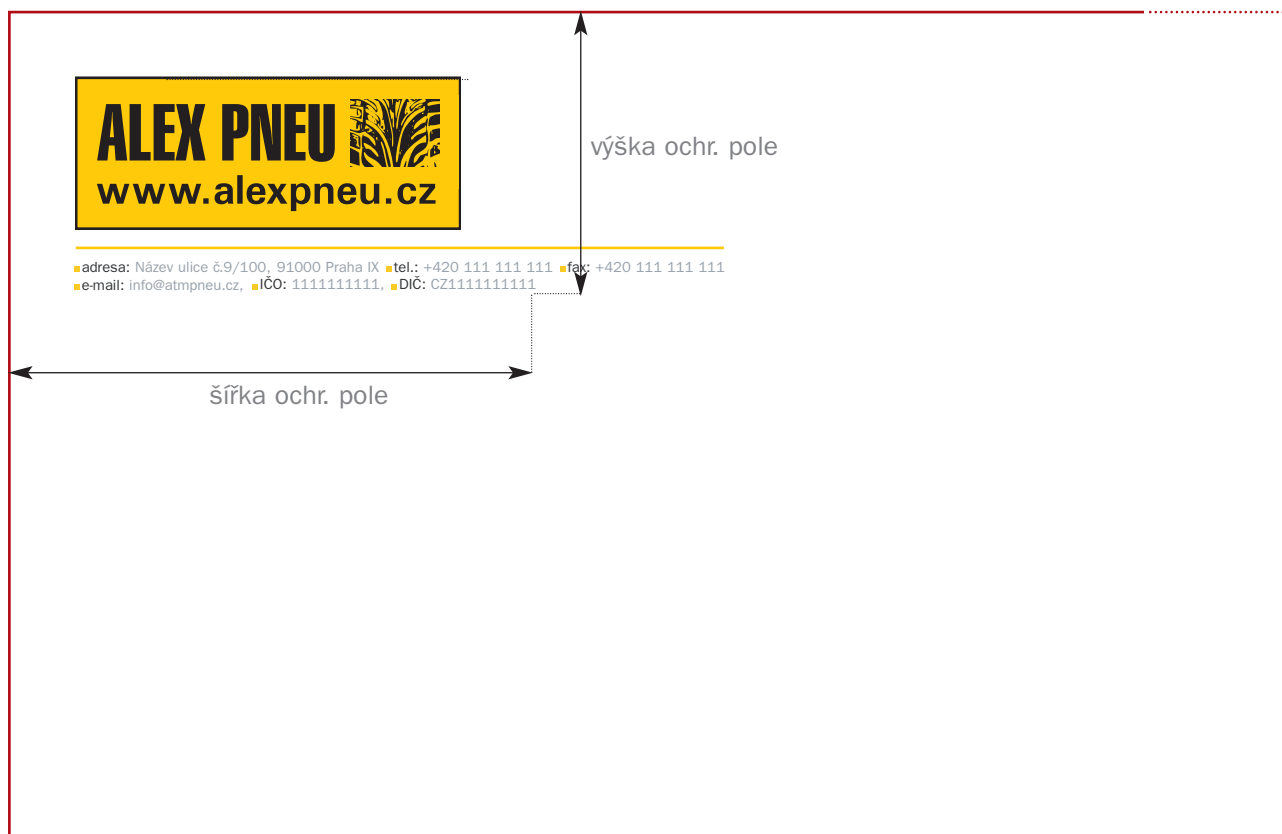 ALEX PNEU
www.alexpneu.cz
výška ochr. pole
adresa: Název ulice č.9/100, 91000 Praha IX tel.: +420 111 111 111 fax: +420 111 111 111
e-mail: info@atmpneu.cz, IČO: 1111111111, DIČ: CZ1111111111
šířka ochr. pole